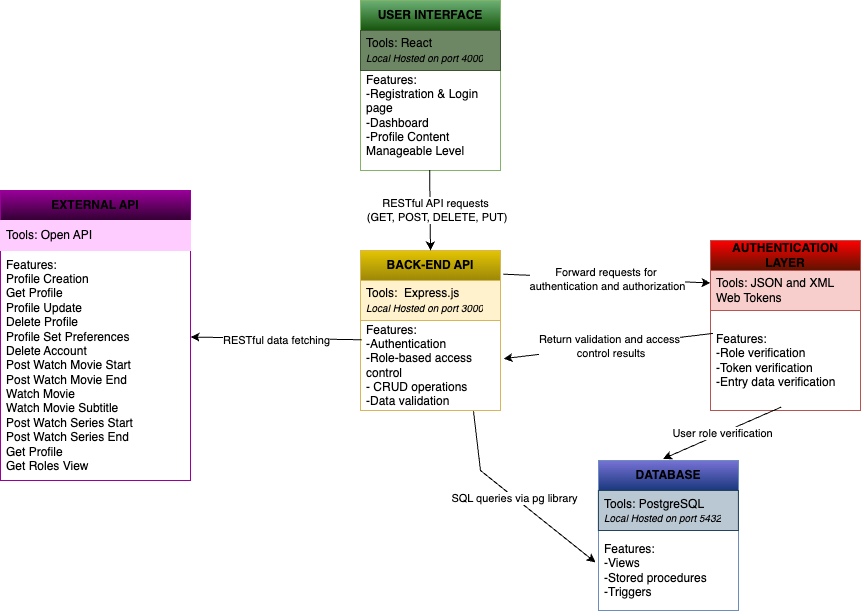 USER INTERFACE
Tools: React
Local Hosted on port 4000
Features:
-Registration & Login
page
-Dashboard
-Profile Content
Manageable Level
RESTful API requests
(GET, POST, DELETE, PUT)
EXTERNAL API
Tools: Open API
Features:
Profile Creation
Get Profile
Profile Update
Delete Profile
Profile Set Preferences
Delete Account
Post Watch Movie Start
Post Watch Movie End
Watch Movie
Watch Movie Subtitle
Post Watch Series Start
Post Watch Series End
Get Profile
Get Roles View
RESTful data fetching
BACK-END API
Tools: Express.js
Local Hosted on port 3000
Features:
-Authentication
-Role-based access
control
- CRUD operations
-Data validation
Forward requests for
authentication and authorization
Return validation and access
control results
AUTHENTICATION
LAYER
Tools: JSON and XML
Web Tokens
Features:
-Role verification
-Token verification
-Entry data verification
User role verification
SQL queries via pg library
DATABASE
Tools: PostgreSQL
Local Hosted on port 5432
Features:
-Views
-Stored procedures
-Triggers